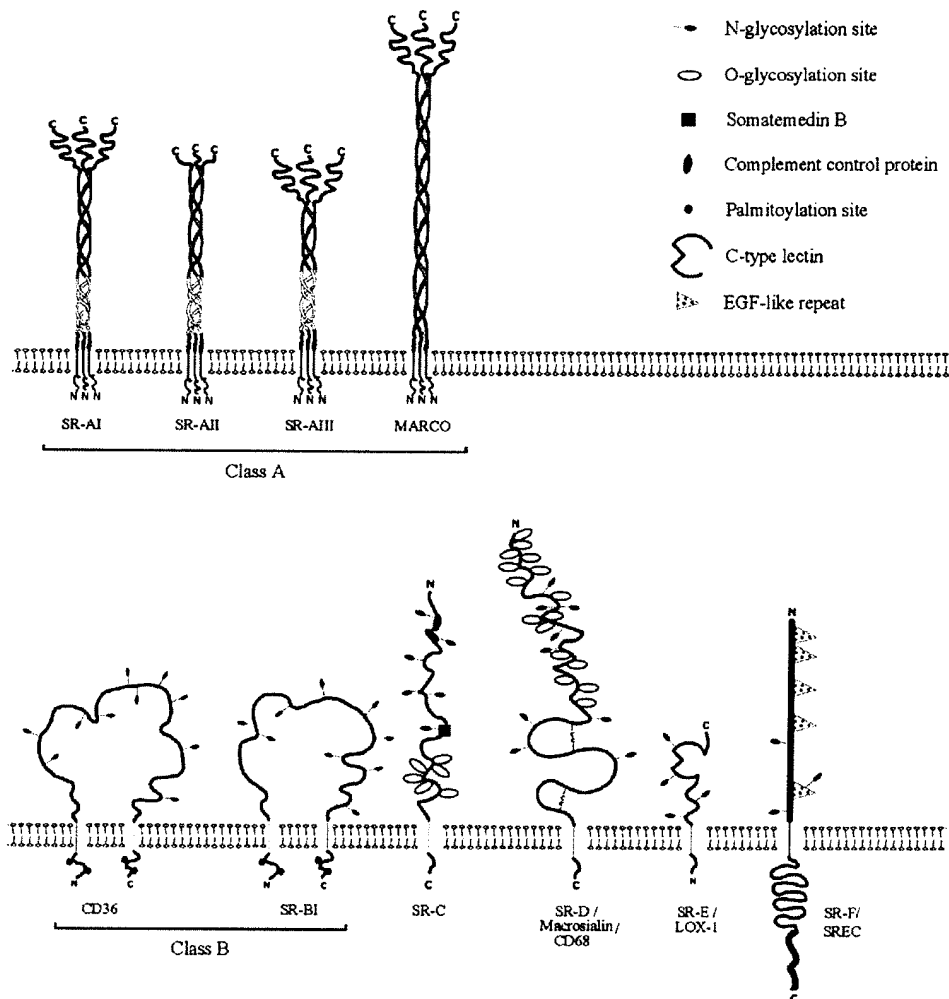 C C C
C C C
C C C
C C C
N-glycosylation site
O-glycosylation site
Somatemedin B
Complement control protein
Palmitoylation site
C-type lectin
EGF-like repeat
N N N
N N N
N N N
N N N
SR-AI
SR-AII
SR-AIII
MARCO
Class A
N
N
N
C
N
C
N
C
C
C
N
C
CD36
SR-BI
SR-C
SR-D /
Macrosialin /
CD68
SR-E /
LOX-1
SR-F/
SREC
Class B